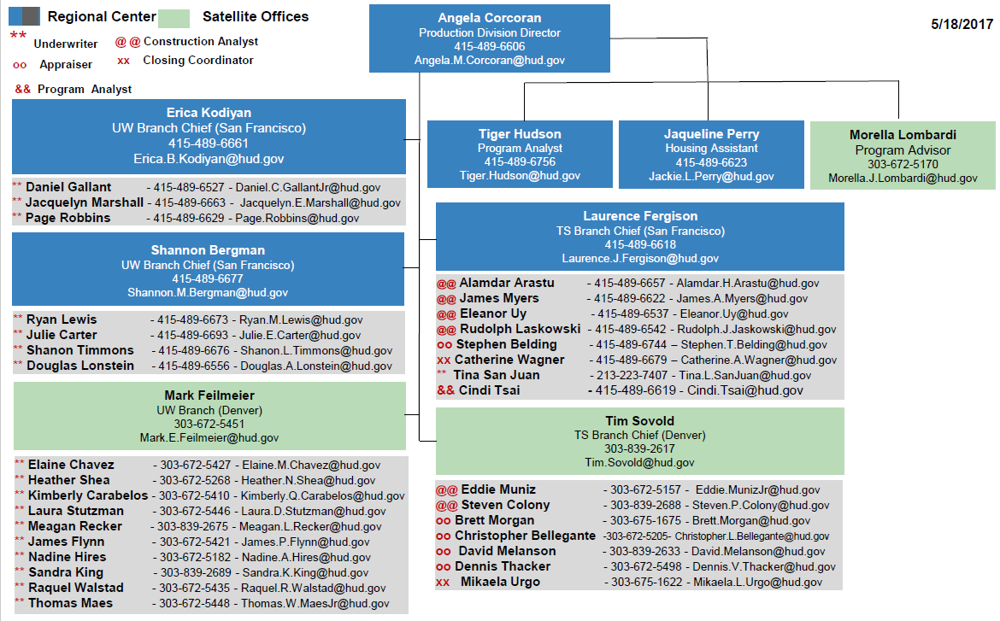 Regional Center
Satellite Offices
5/18/2017
** Underwriter
@@ Construction Analyst
oo Appraiser
xx Closing Coordinator
&& Program Analyst
Angela Corcoran
Production Division Director
415-489-6606
Angela.M.Corcoran@hud.gov
Erica Kodiyan
UW Branch Chief (San Francisco)
415-489-6661
Erica.B.Kodiyan@hud.gov
** Daniel Gallant - 415-489-6527 - Daniel.C.GallantJr@hud.gov
** Jacquelyn Marshall - 415-489-6663 - Jacquelyn.E.Marshall@hud.gov
** Page Robbins - 415-489-6629 - Page.Robbins@hud.gov
Shannon Bergman
UW Branch Chief (San Francisco)
415-489-6677
Shannon.M.Bergman@hud.gov
** Ryan Lewis - 415-489-6673 - Ryan.M.Lewis@hud.gov
** Julie Carter - 415-489-6693 - Julie.E.Carter@hud.gov
** Shanon Timmons - 415-489-6676 - Shanon.L.Timmons@hud.gov
** Douglas Lonstein - 415-489-6556 - Douglas.A.Lonstein@hud.gov
Mark Feilmeier
UW Branch (Denver)
303-672-5451
Mark.E.Feilmeier@hud.gov
** Elaine Chavez - 303-672-5427 - Elaine.M.Chavez@hud.gov
** Heather Shea - 303-672-5268 - Heather.N.Shea@hud.gov
** Kimberly Carabelos - 303-672-5410 - Kimberly.Q.Carabelos@hud.gov
** Laura Stutzman - 303-672-5446 - Laura.D.Stutzman@hud.gov
** Meagan Recker - 303-839-2675 - Meagan.L.Recker@hud.gov
** James Flynn - 303-672-5421 - James.P.Flynn@hud.gov
** Nadine Hires - 303-672-5182 - Nadine.A.Hires@hud.gov
** Sandra King - 303-839-2689 - Sandra.K.King@hud.gov
** Raquel Walstad - 303-672-5435 - Raquel.R.Walstad@hud.gov
** Thomas Maes - 303-672-5448 - Thomas.W.MaesJr@hud.gov
Tiger Hudson
Program Analyst
415-489-6756
Tiger.Hudson@hud.gov
Jaqueline Perry
Housing Assistant
415-489-6623
Jackie.L.Perry@hud.gov
Morella Lombardi
Program Advisor
303-672-5170
Morella.J.Lombardi@hud.gov
Laurence Fergison
TS Branch Chief (San Francisco)
415-489-6618
Laurence.J.Fergison@hud.gov
@@ Alamdar Arastu - 415-489-6657 - Alamdar.H.Arastu@hud.gov
@@ James Myers - 415-489-6622 - James.A.Myers@hud.gov
@@ Eleanor Uy - 415-489-6537 - Eleanor.Uy@hud.gov
@@ Rudolph Laskowski - 415-489-6542 - Rudolph.J.Jaskowski@hud.gov
oo Stephen Belding - 415-489-6744 – Stephen.T.Belding@hud.gov
xx Catherine Wagner - 415-489-6679 – Catherine.A.Wagner@hud.gov
** Tina San Juan - 213-223-7407 - Tina.L.SanJuan@hud.gov
&& Cindi Tsai - 415-489-6619 - Cindi.Tsai@hud.gov
Tim Sovold
TS Branch Chief (Denver)
303-839-2617
Tim.Sovold@hud.gov
@@ Eddie Muniz - 303-672-5157 - Eddie.MunizJr@hud.gov
@@ Steven Colony - 303-839-2688 - Steven.P.Colony@hud.gov
oo Brett Morgan - 303-675-1675 - Brett.Morgan@hud.gov
oo Christopher Bellegante -303-672-5205- Christopher.L.Bellegante@hud.gov
oo David Melanson - 303-839-2633 - David.Melanson@hud.gov
oo Dennis Thacker - 303-672-5498 - Dennis.V.Thacker@hud.gov
xx Mikaela Urgo - 303-675-1622 - Mikaela.L.Urgo@hud.gov